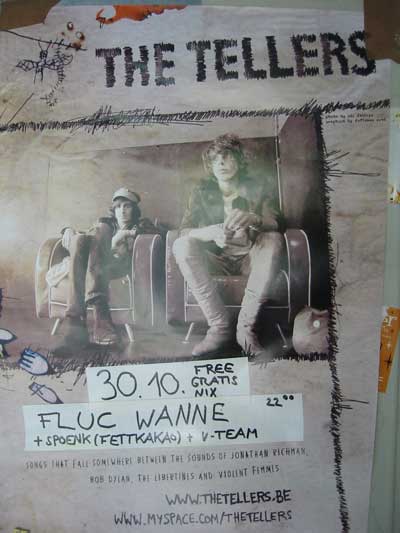 THE TELLERS
30.10. FREE
GRATIS
NIX
FLUC WANNE 22 00
+ SPOENK (FETTKAKAO) + V-TEAM
SONGS THAT FALL SOMEWHERE BETWEEN THE SOUNDS OF JONATHAN RICHMAN,
BOB DYLAN, THE LIBERTINES AND VIOLENT FEMMES.
WWW.THETELLERS.BE
WWW.MYSPACE.COM/THETELLERS